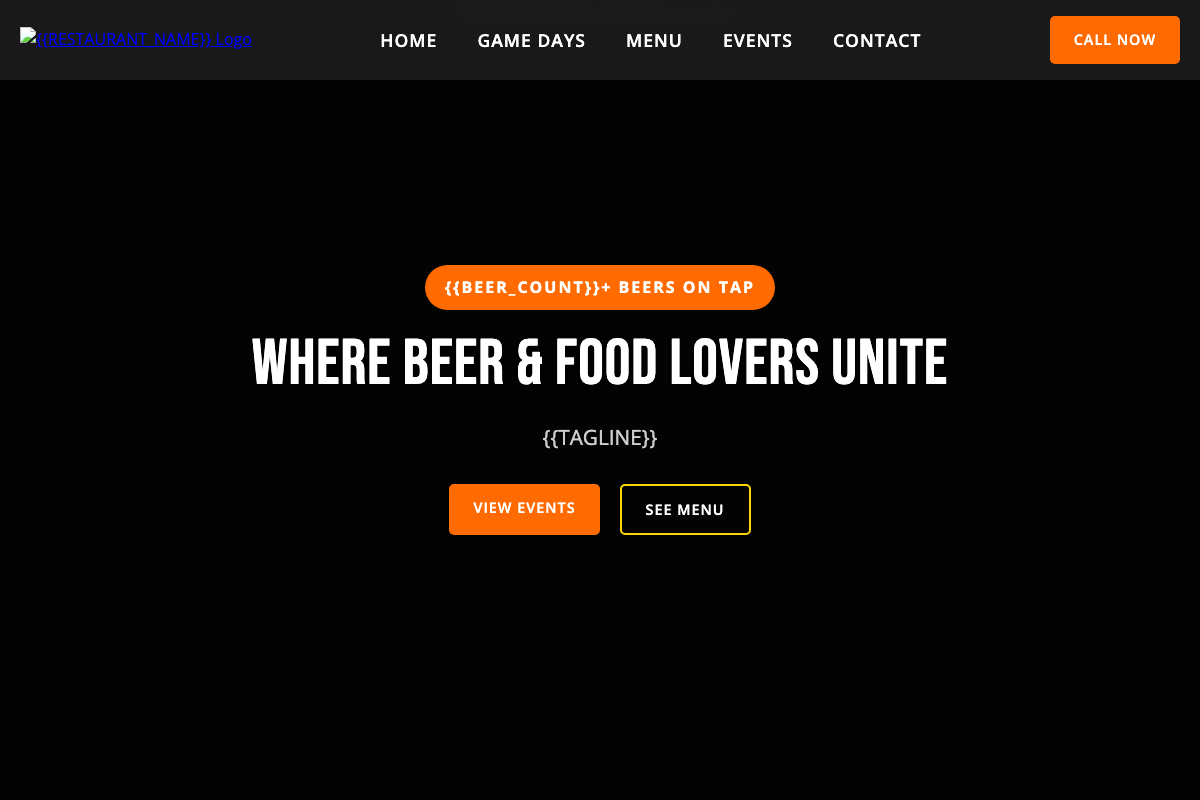 {{RESTAURANT_NAME}} Logo
HOME
GAME DAYS
MENU
EVENTS
CONTACT
CALL NOW
{{BEER_COUNT}}+ BEERS ON TAP
WHERE BEER & FOOD LOVERS UNITE
{{TAGLINE}}
VIEW EVENTS
SEE MENU